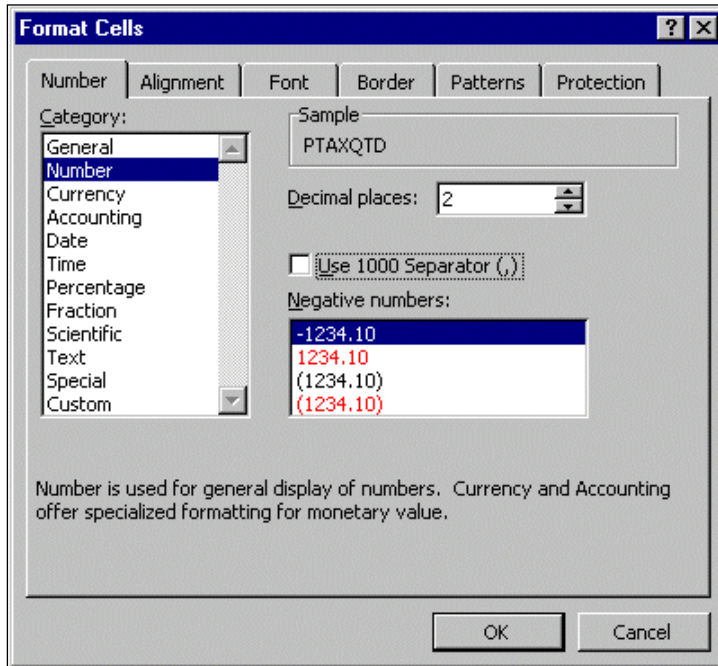 Format Cells
Number Alignment Font Border Patterns Protection
Category:
General
Number
Currency
Accounting
Date
Time
Percentage
Fraction
Scientific
Text
Special
Custom
Sample
PTAXQTD
Decimal places: 2
Use 1000 Separator (,)
Negative numbers:
-1234.10
1234.10
(1234.10)
(1234.10)
Number is used for general display of numbers. Currency and Accounting
offer specialized formatting for monetary value.
OK Cancel